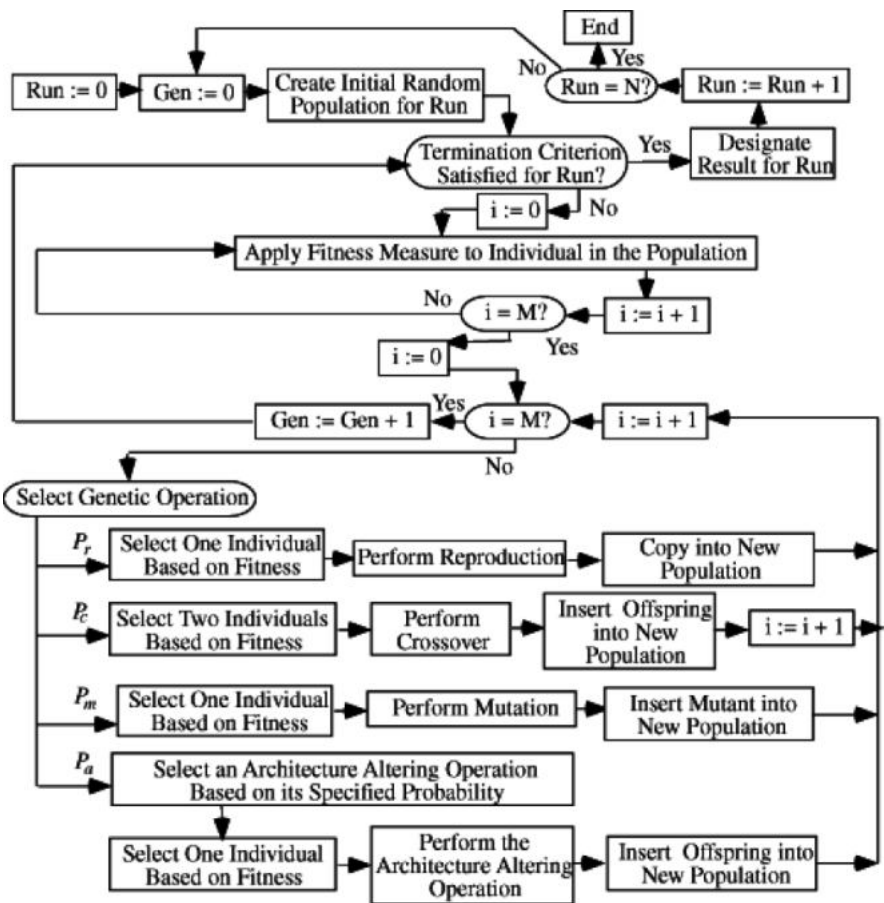 End
No
Yes
Run := 0
Gen := 0
Create Initial Random
Population for Run
Run = N?
Run := Run + 1
Termination Criterion
Satisfied for Run?
Yes
Designate
Result for Run
i := 0
No
Apply Fitness Measure to Individual in the Population
No
i = M?
i := i + 1
Yes
i := 0
Gen := Gen + 1
Yes
i = M?
i := i + 1
No
Select Genetic Operation
Pr
Select One Individual
Based on Fitness
Perform Reproduction
Copy into New
Population
Pc
Select Two Individuals
Based on Fitness
Perform
Crossover
Insert Offspring
into New
Population
i := i + 1
Pm
Select One Individual
Based on Fitness
Perform Mutation
Insert Mutant into
New Population
Pa
Select an Architecture Altering Operation
Based on its Specified Probability
Select One Individual
Based on Fitness
Perform the
Architecture Altering
Operation
Insert Offspring into
New Population